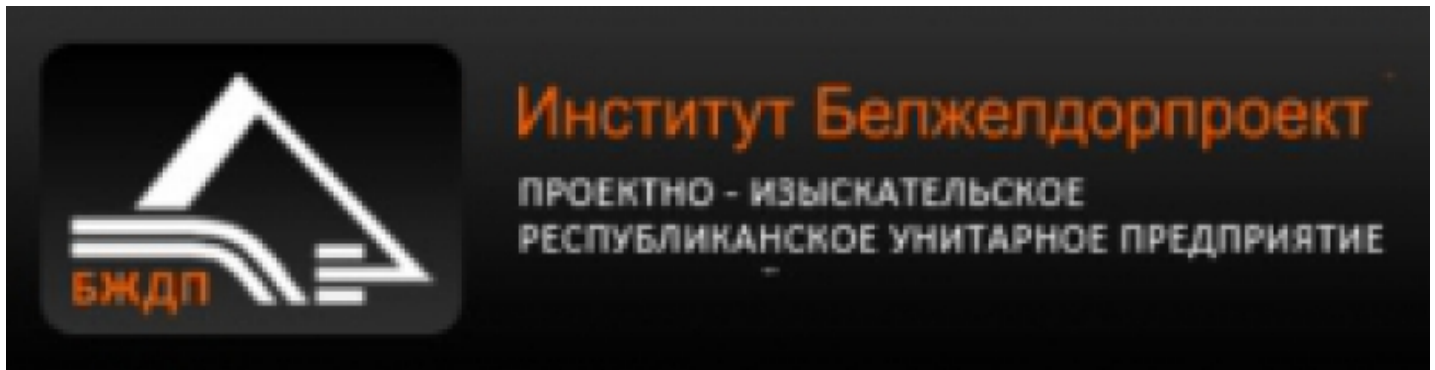 БЖДП
Институт Белжелдорпроект
ПРОЕКТНО - ИЗЫСКАТЕЛЬСКОЕ
РЕСПУБЛИКАНСКОЕ УНИТАРНОЕ ПРЕДПРИЯТИЕ